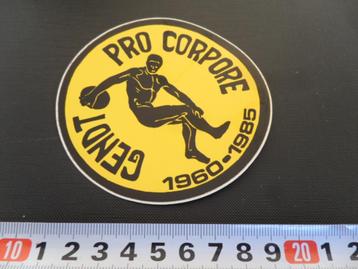 PRO CORPORE
GENDT
1960-1985
10 1 2 3 4 5 6 7 8 9 20 1